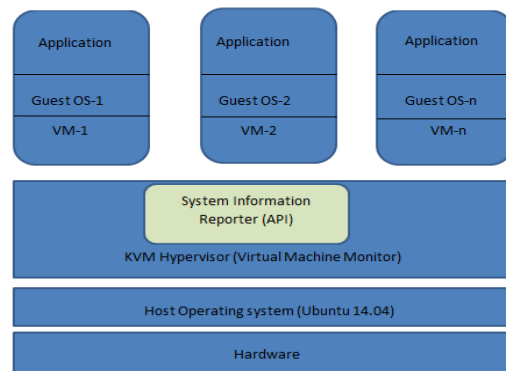 Application
Guest OS-1
VM-1
Application
Guest OS-2
VM-2
Application
Guest OS-n
VM-n
System Information
Reporter (API)
KVM Hypervisor (Virtual Machine Monitor)
Host Operating system (Ubuntu 14.04)
Hardware